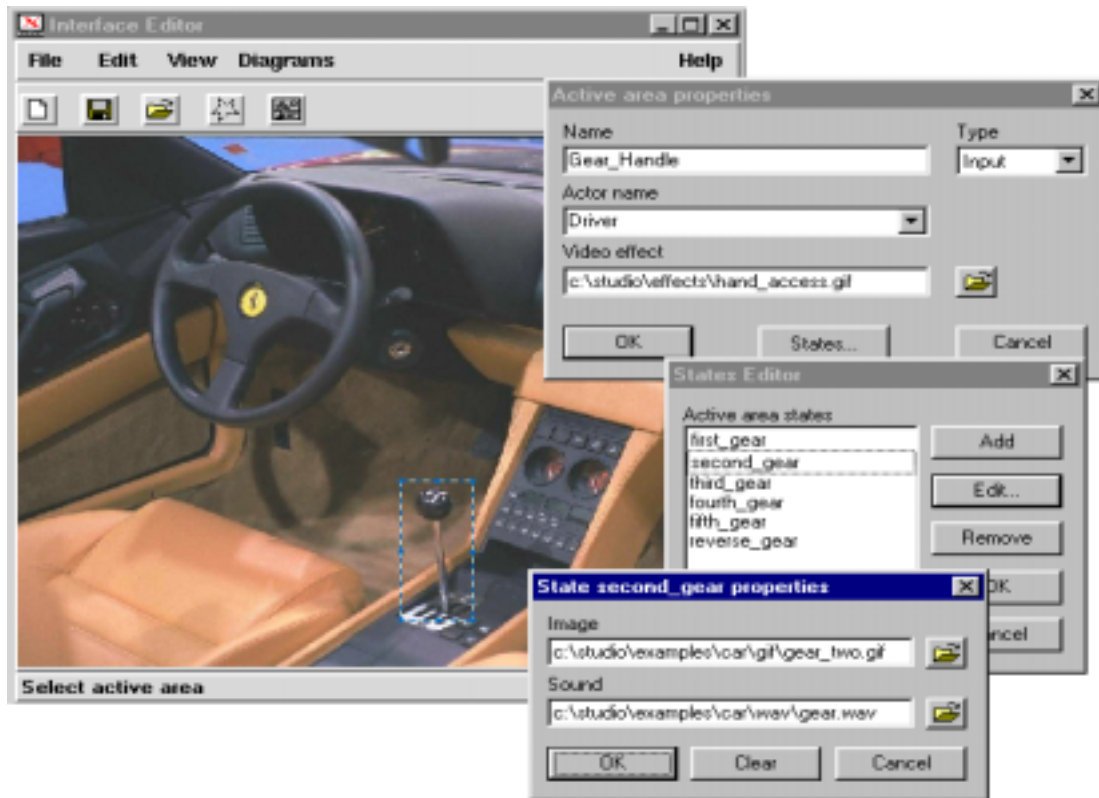 Interface Editor
File Edit View Diagrams Help
Active area properties
Name Type
Gear_Handle Input
Actor name
Driver
Video effect
c:\studio\effects\hand_access.gif
OK States... Cancel
States Editor
Active area states
first_gear Add
second_gear
third_gear Edit...
fourth_gear
fifth_gear
reverse_gear Remove
State second_gear properties OK
Image
c:\studio\examples\car\gif\gear_two.gif
Sound
c:\studio\examples\car\wav\gear.wav
OK Clear Cancel
Select active area